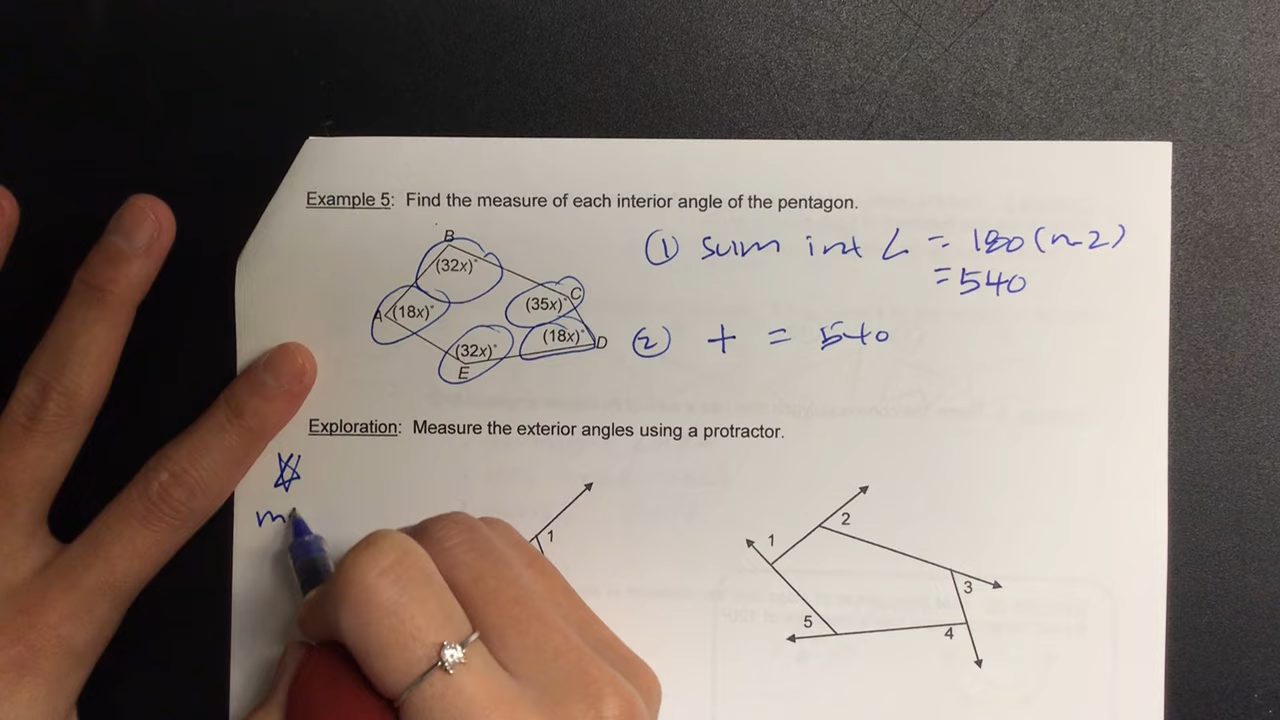 Example 5: Find the measure of each interior angle of the pentagon.
B
(32x)°
A
(18x)°
(35x)°
C
(32x)°
(18x)°
D
E
① sum int ∠ = 180(n-2)
= 540
② + = 540
Exploration: Measure the exterior angles using a protractor.
1
1
2
3
4
5